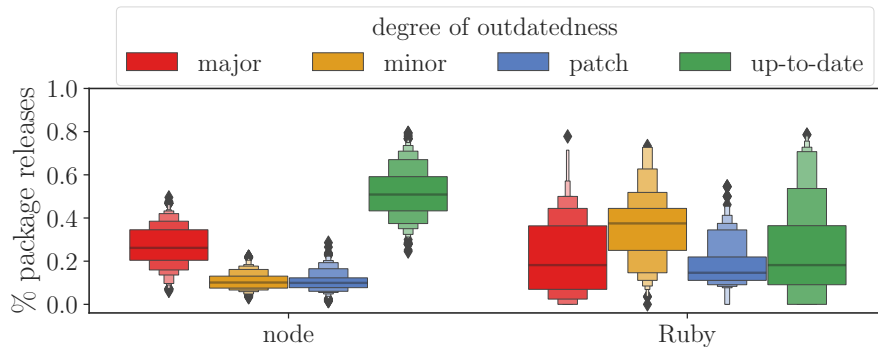 degree of outdatedness
major minor patch up-to-date
% package releases
1.0
0.8
0.6
0.4
0.2
0.0
node Ruby